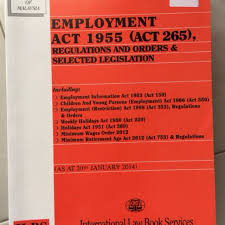 OF
MALAYSIA
EMPLOYMENT
ACT 1955 (ACT 265),
REGULATIONS AND ORDERS &
SELECTED LEGISLATION
Including:
Employment Information Act 1953 (Act 159)
Children And Young Persons (Employment) Act 1966 (Act 350)
Employment (Restriction) Act 1968 (Act 353), Regulations
& Orders
Weekly Holidays Act 1950 (Act 220)
Holidays Act 1951 (Act 369)
Minimum Wages Order 2012
Minimum Retirement Age Act 2012 (Act 753) & Regulations
(AS AT 20th JANUARY 2014)
International Law Book Services